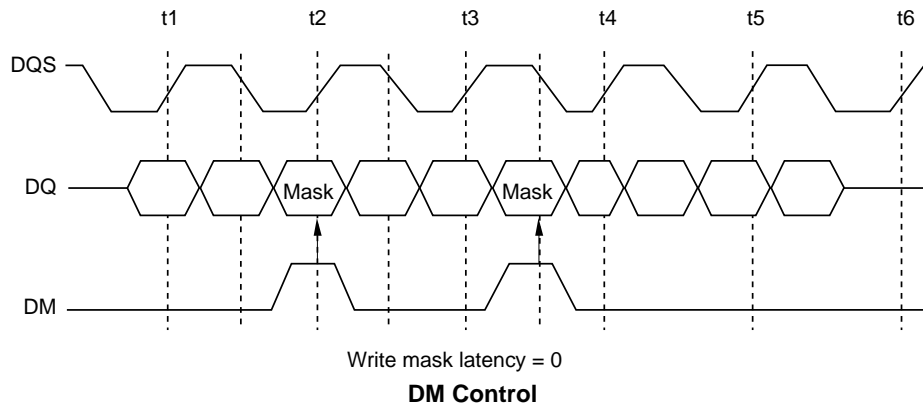 t1 t2 t3 t4 t5 t6
DQS
DQ Mask Mask
DM
Write mask latency = 0
DM Control